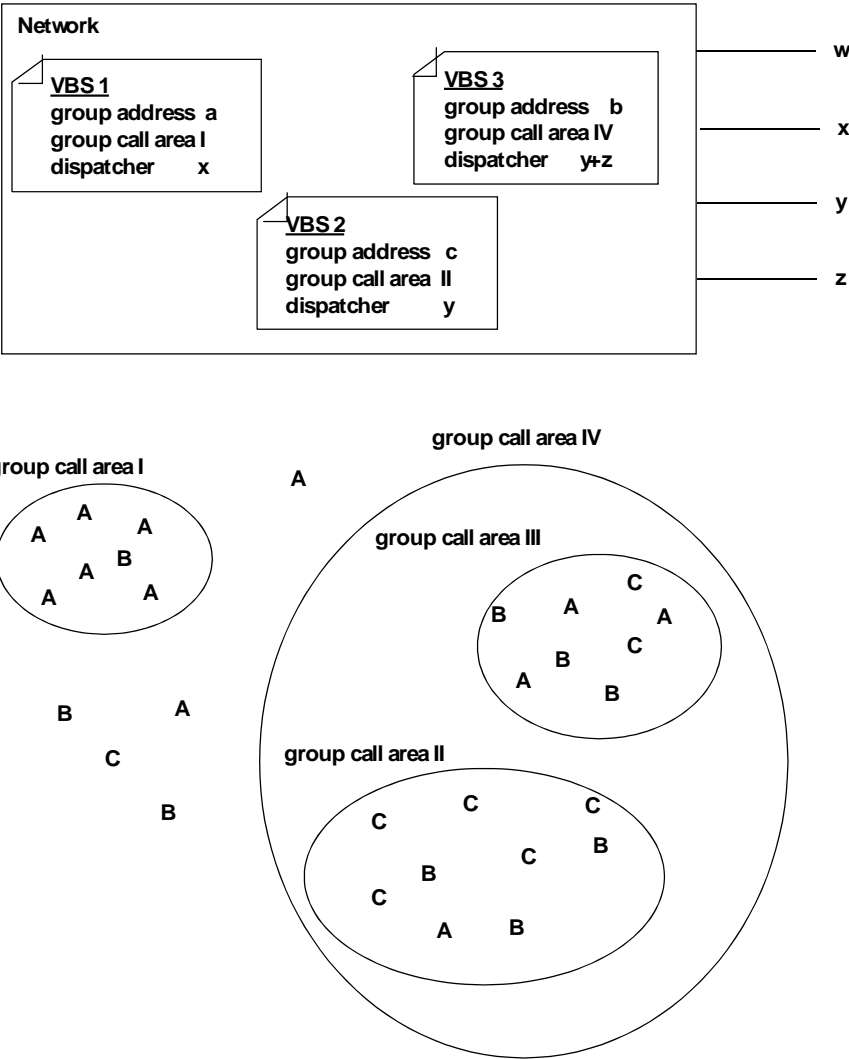 Network
VBS 1
group address a
group call area I
dispatcher x
VBS 3
group address b
group call area IV
dispatcher y+z
VBS 2
group address c
group call area II
dispatcher y
w
x
y
z
group call area IV
roup call area I
A
group call area III
A
A
A
B
A
A
A
C
B
A
A
C
B
A
B
B
A
C
B
group call area II
C
C
C
C
B
B
C
A
B